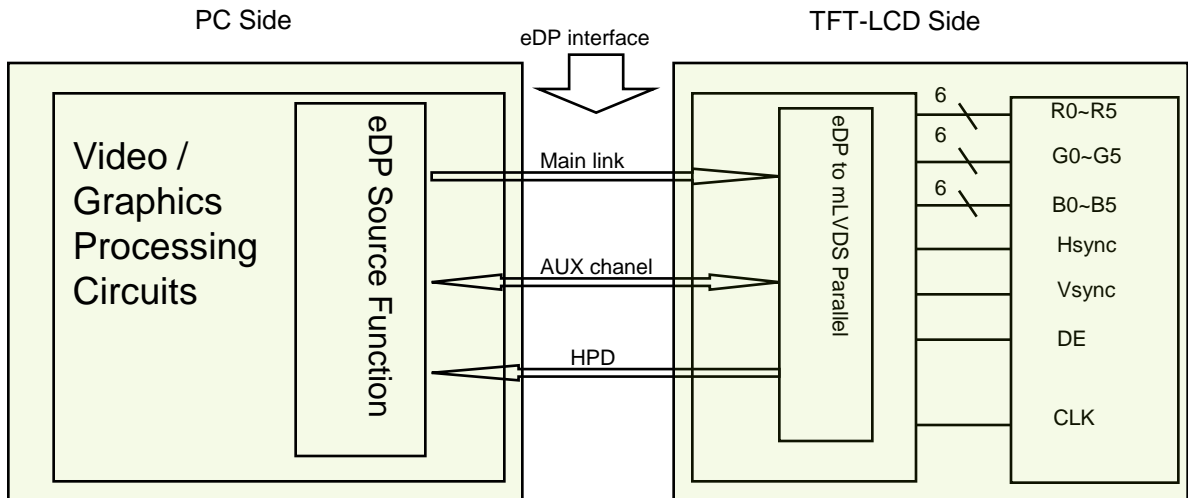 PC Side
eDP interface
TFT-LCD Side
Video /
Graphics
Processing
Circuits
eDP Source Function
Main link
AUX chanel
HPD
eDP to mLVDS Parallel
6
R0~R5
6
G0~G5
6
B0~B5
Hsync
Vsync
DE
CLK